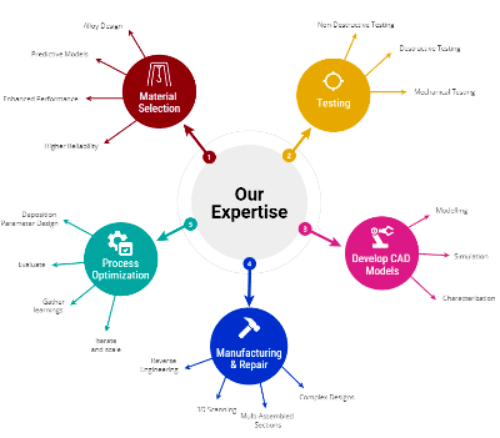 Our
Expertise
1
Material
Selection
Alloy Design
Predictive Models
Enhanced Performance
Higher Reliability
2
Testing
Non Destructive Testing
Destructive Testing
Mechanical Testing
3
Develop CAD
Models
Modelling
Simulation
Characterization
4
Manufacturing
& Repair
Reverse
Engineering
3D Scanning
Multi Assembled
Sections
Complex Designs
5
Process
Optimization
Deposition
Parameter Design
Evaluate
Gather
learnings
Iterate
and scale